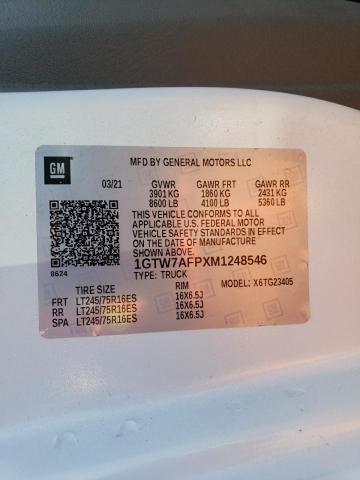 GM
MFD BY GENERAL MOTORS LLC
03/21 GVWR GAWR FRT GAWR RR
3901 KG 1860 KG 2431 KG
8600 LB 4100 LB 5360 LB
THIS VEHICLE CONFORMS TO ALL
APPLICABLE U.S. FEDERAL MOTOR
VEHICLE SAFETY STANDARDS IN EFFECT
ON THE DATE OF MANUFACTURE
SHOWN ABOVE.
8624
1GTW7AFPXM1248546
TYPE: TRUCK MODEL: X6TG23405
TIRE SIZE RIM
FRT LT245/75R16ES 16X6.5J
RR LT245/75R16ES 16X6.5J
SPA LT245/75R16ES 16X6.5J